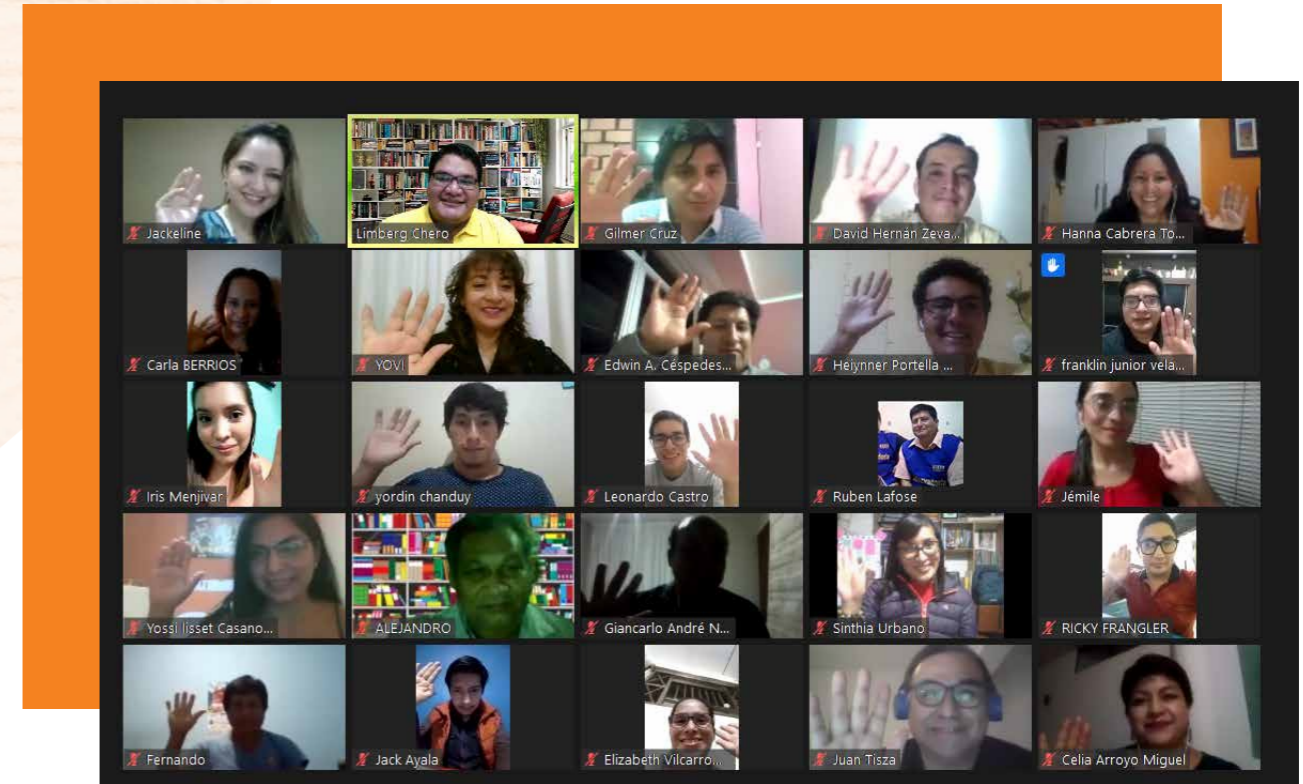 Jackeline
Limberg Chero
Gilmer Cruz
David Hernán Zeva...
Hanna Cabrera To...
Carla BERRIOS
YOVI
Edwin A. Céspedes...
Heiynner Portella ...
franklin junior vela...
Iris Menjivar
yordin chanduy
Leonardo Castro
Ruben Lafose
Jémile
Yossi lisset Casano...
ALEJANDRO
Giancarlo André N...
Sinthia Urbano
RICKY FRANGLER
Fernando
Jack Ayala
Elizabeth Vilcarro...
Juan Tisza
Celia Arroyo Miguel